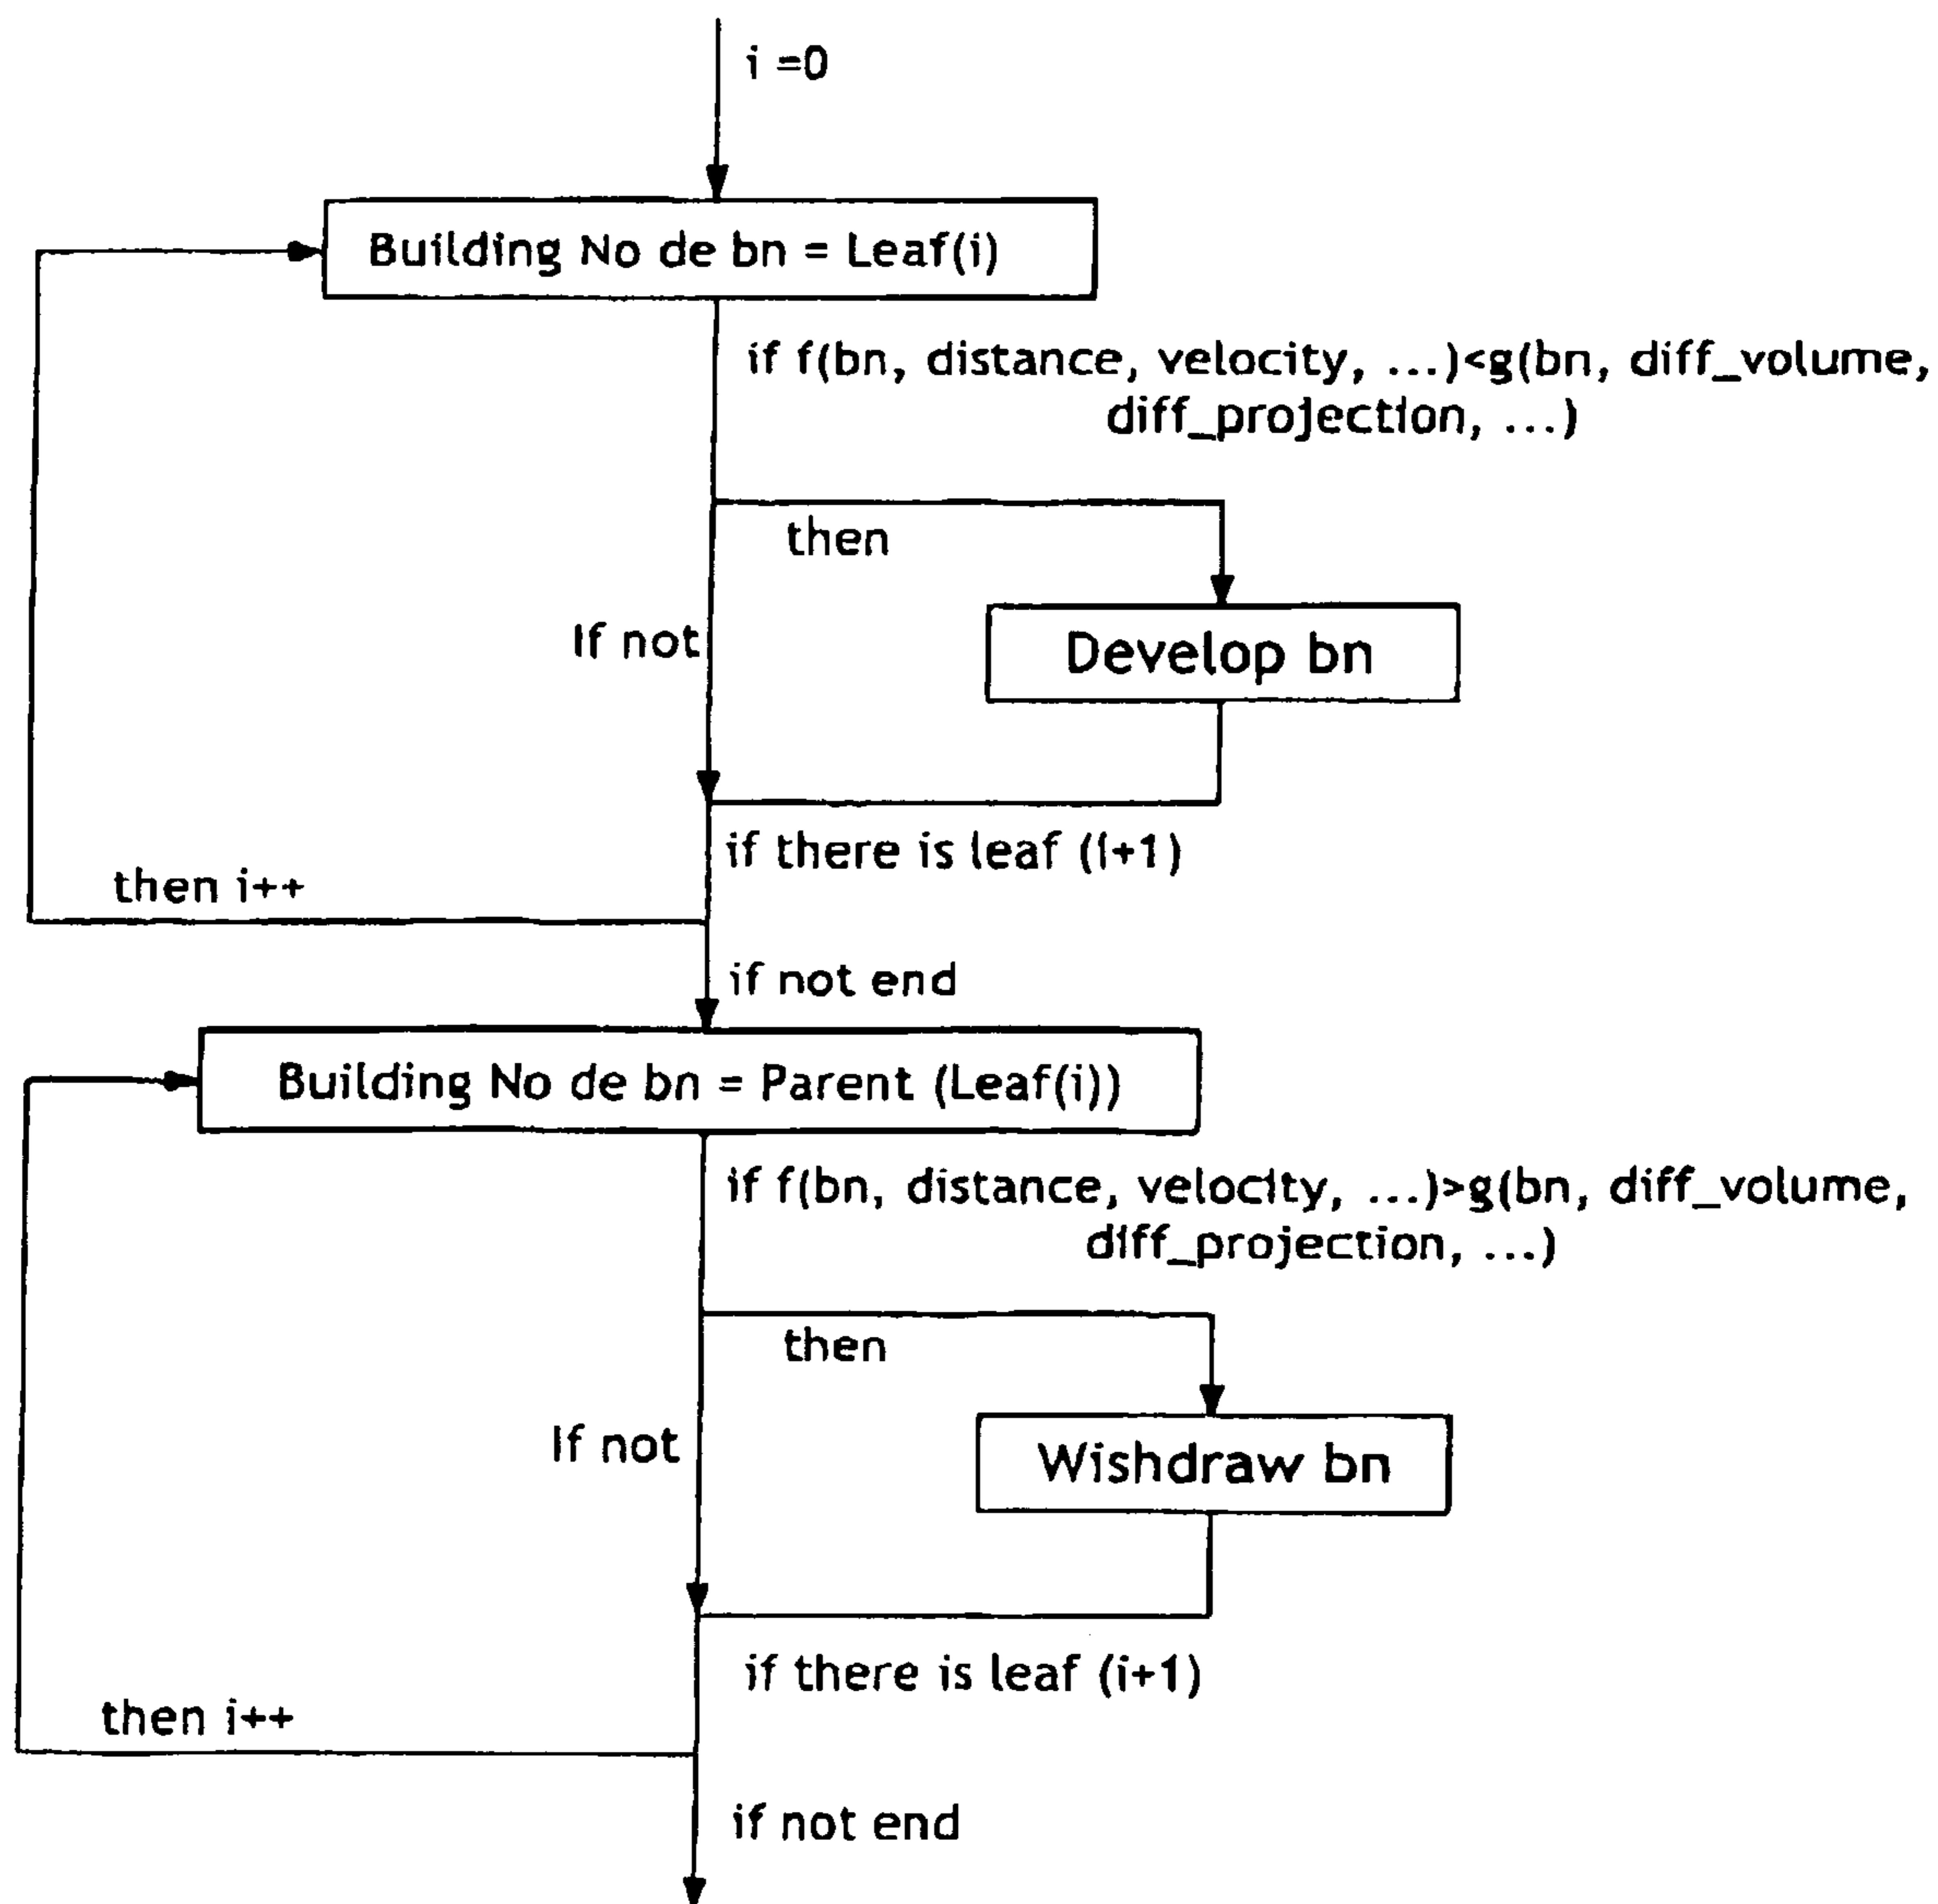 i =0
Building No de bn = Leaf(i)
if f(bn, distance, velocity, ...)<g(bn, diff_volume,
diff_projection, ...)
then
If not
Develop bn
if there is leaf (i+1)
then i++
if not end
Building No de bn = Parent (Leaf(i))
if f(bn, distance, velocity, ...)>g(bn, diff_volume,
diff_projection, ...)
then
If not
Wishdraw bn
if there is leaf (i+1)
then i++
if not end